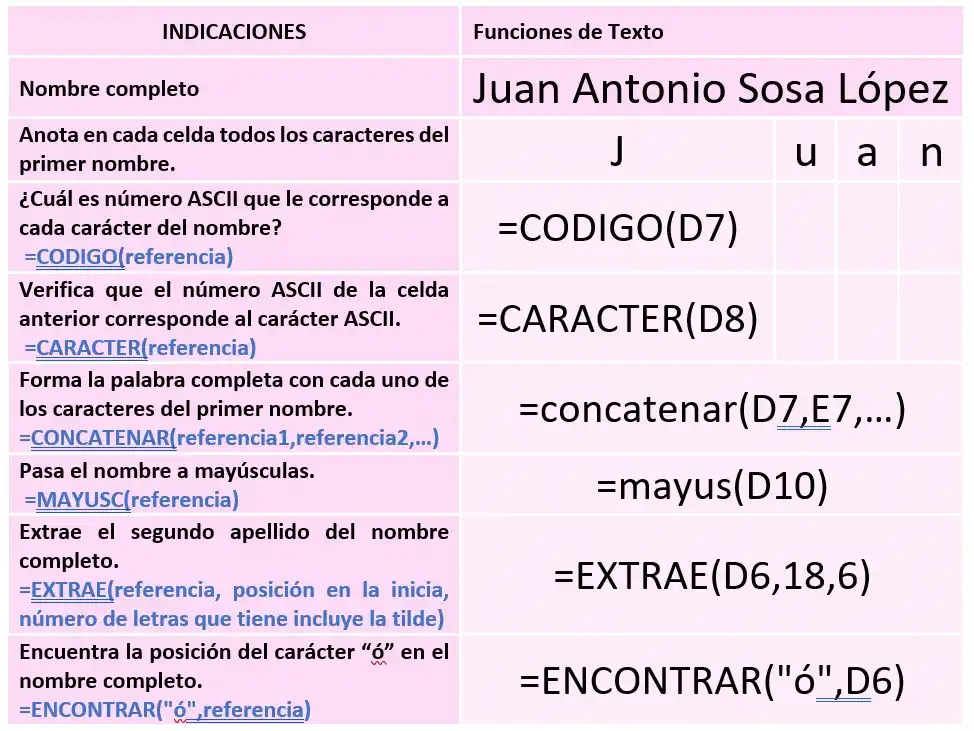 INDICACIONES
Funciones de Texto
Nombre completo
Juan Antonio Sosa López
Anota en cada celda todos los caracteres del
primer nombre.
J u a n
¿Cuál es número ASCII que le corresponde a
cada carácter del nombre?
=CODIGO(referencia)
=CODIGO(D7)
Verifica que el número ASCII de la celda
anterior corresponde al carácter ASCII.
=CARACTER(referencia)
=CARACTER(D8)
Forma la palabra completa con cada uno de
los caracteres del primer nombre.
=CONCATENAR(referencia1,referencia2,...)
=concatenar(D7,E7,...)
Pasa el nombre a mayúsculas.
=MAYUSC(referencia)
=mayus(D10)
Extrae el segundo apellido del nombre
completo.
=EXTRAE(referencia, posición en la inicia,
número de letras que tiene incluye la tilde)
=EXTRAE(D6,18,6)
Encuentra la posición del carácter “ó” en el
nombre completo.
=ENCONTRAR("ó",referencia)
=ENCONTRAR("ó",D6)